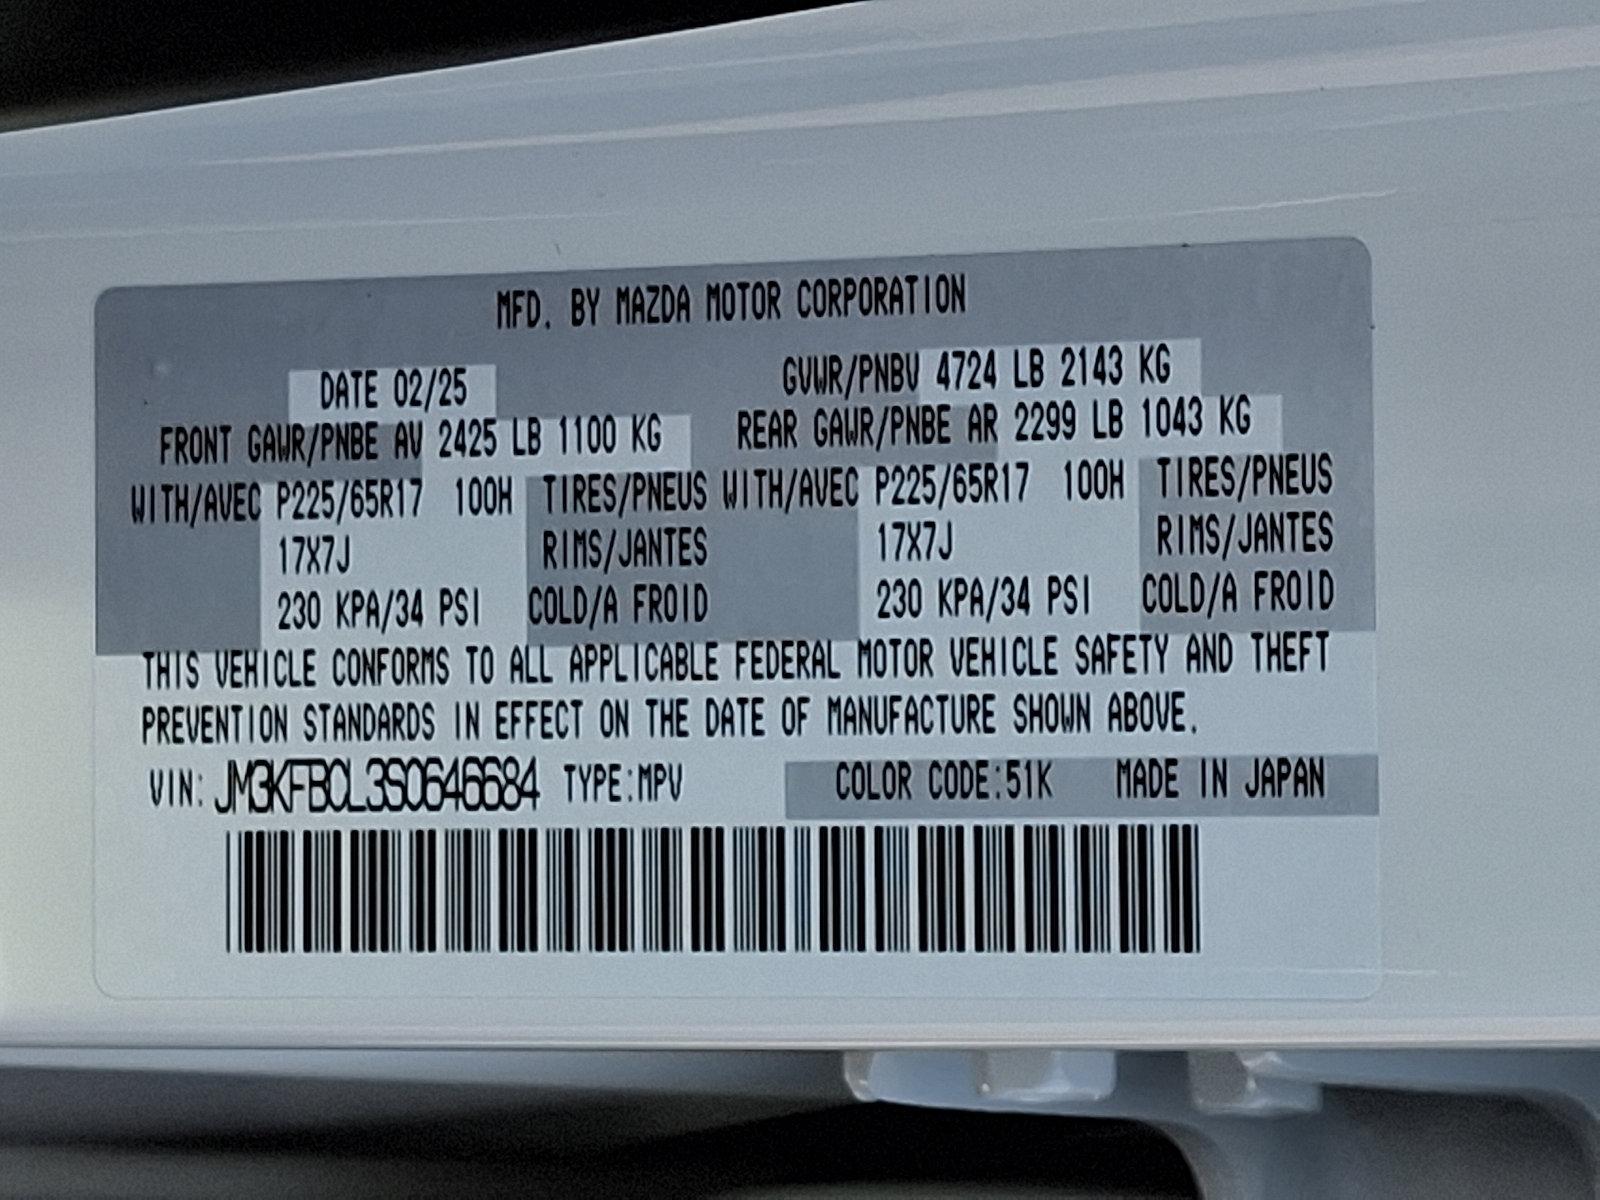 MFD. BY MAZDA MOTOR CORPORATION
DATE 02/25 GVWR/PNBV 4724 LB 2143 KG
FRONT GAWR/PNBE AV 2425 LB 1100 KG REAR GAWR/PNBE AR 2299 LB 1043 KG
WITH/AVEC P225/65R17 100H TIRES/PNEUS WITH/AVEC P225/65R17 100H TIRES/PNEUS
17X7J RIMS/JANTES 17X7J RIMS/JANTES
230 KPA/34 PSI COLD/A FROID 230 KPA/34 PSI COLD/A FROID
THIS VEHICLE CONFORMS TO ALL APPLICABLE FEDERAL MOTOR VEHICLE SAFETY AND THEFT
PREVENTION STANDARDS IN EFFECT ON THE DATE OF MANUFACTURE SHOWN ABOVE.
VIN: JM3KFBCL3S0646684 TYPE:MPV COLOR CODE:51K MADE IN JAPAN